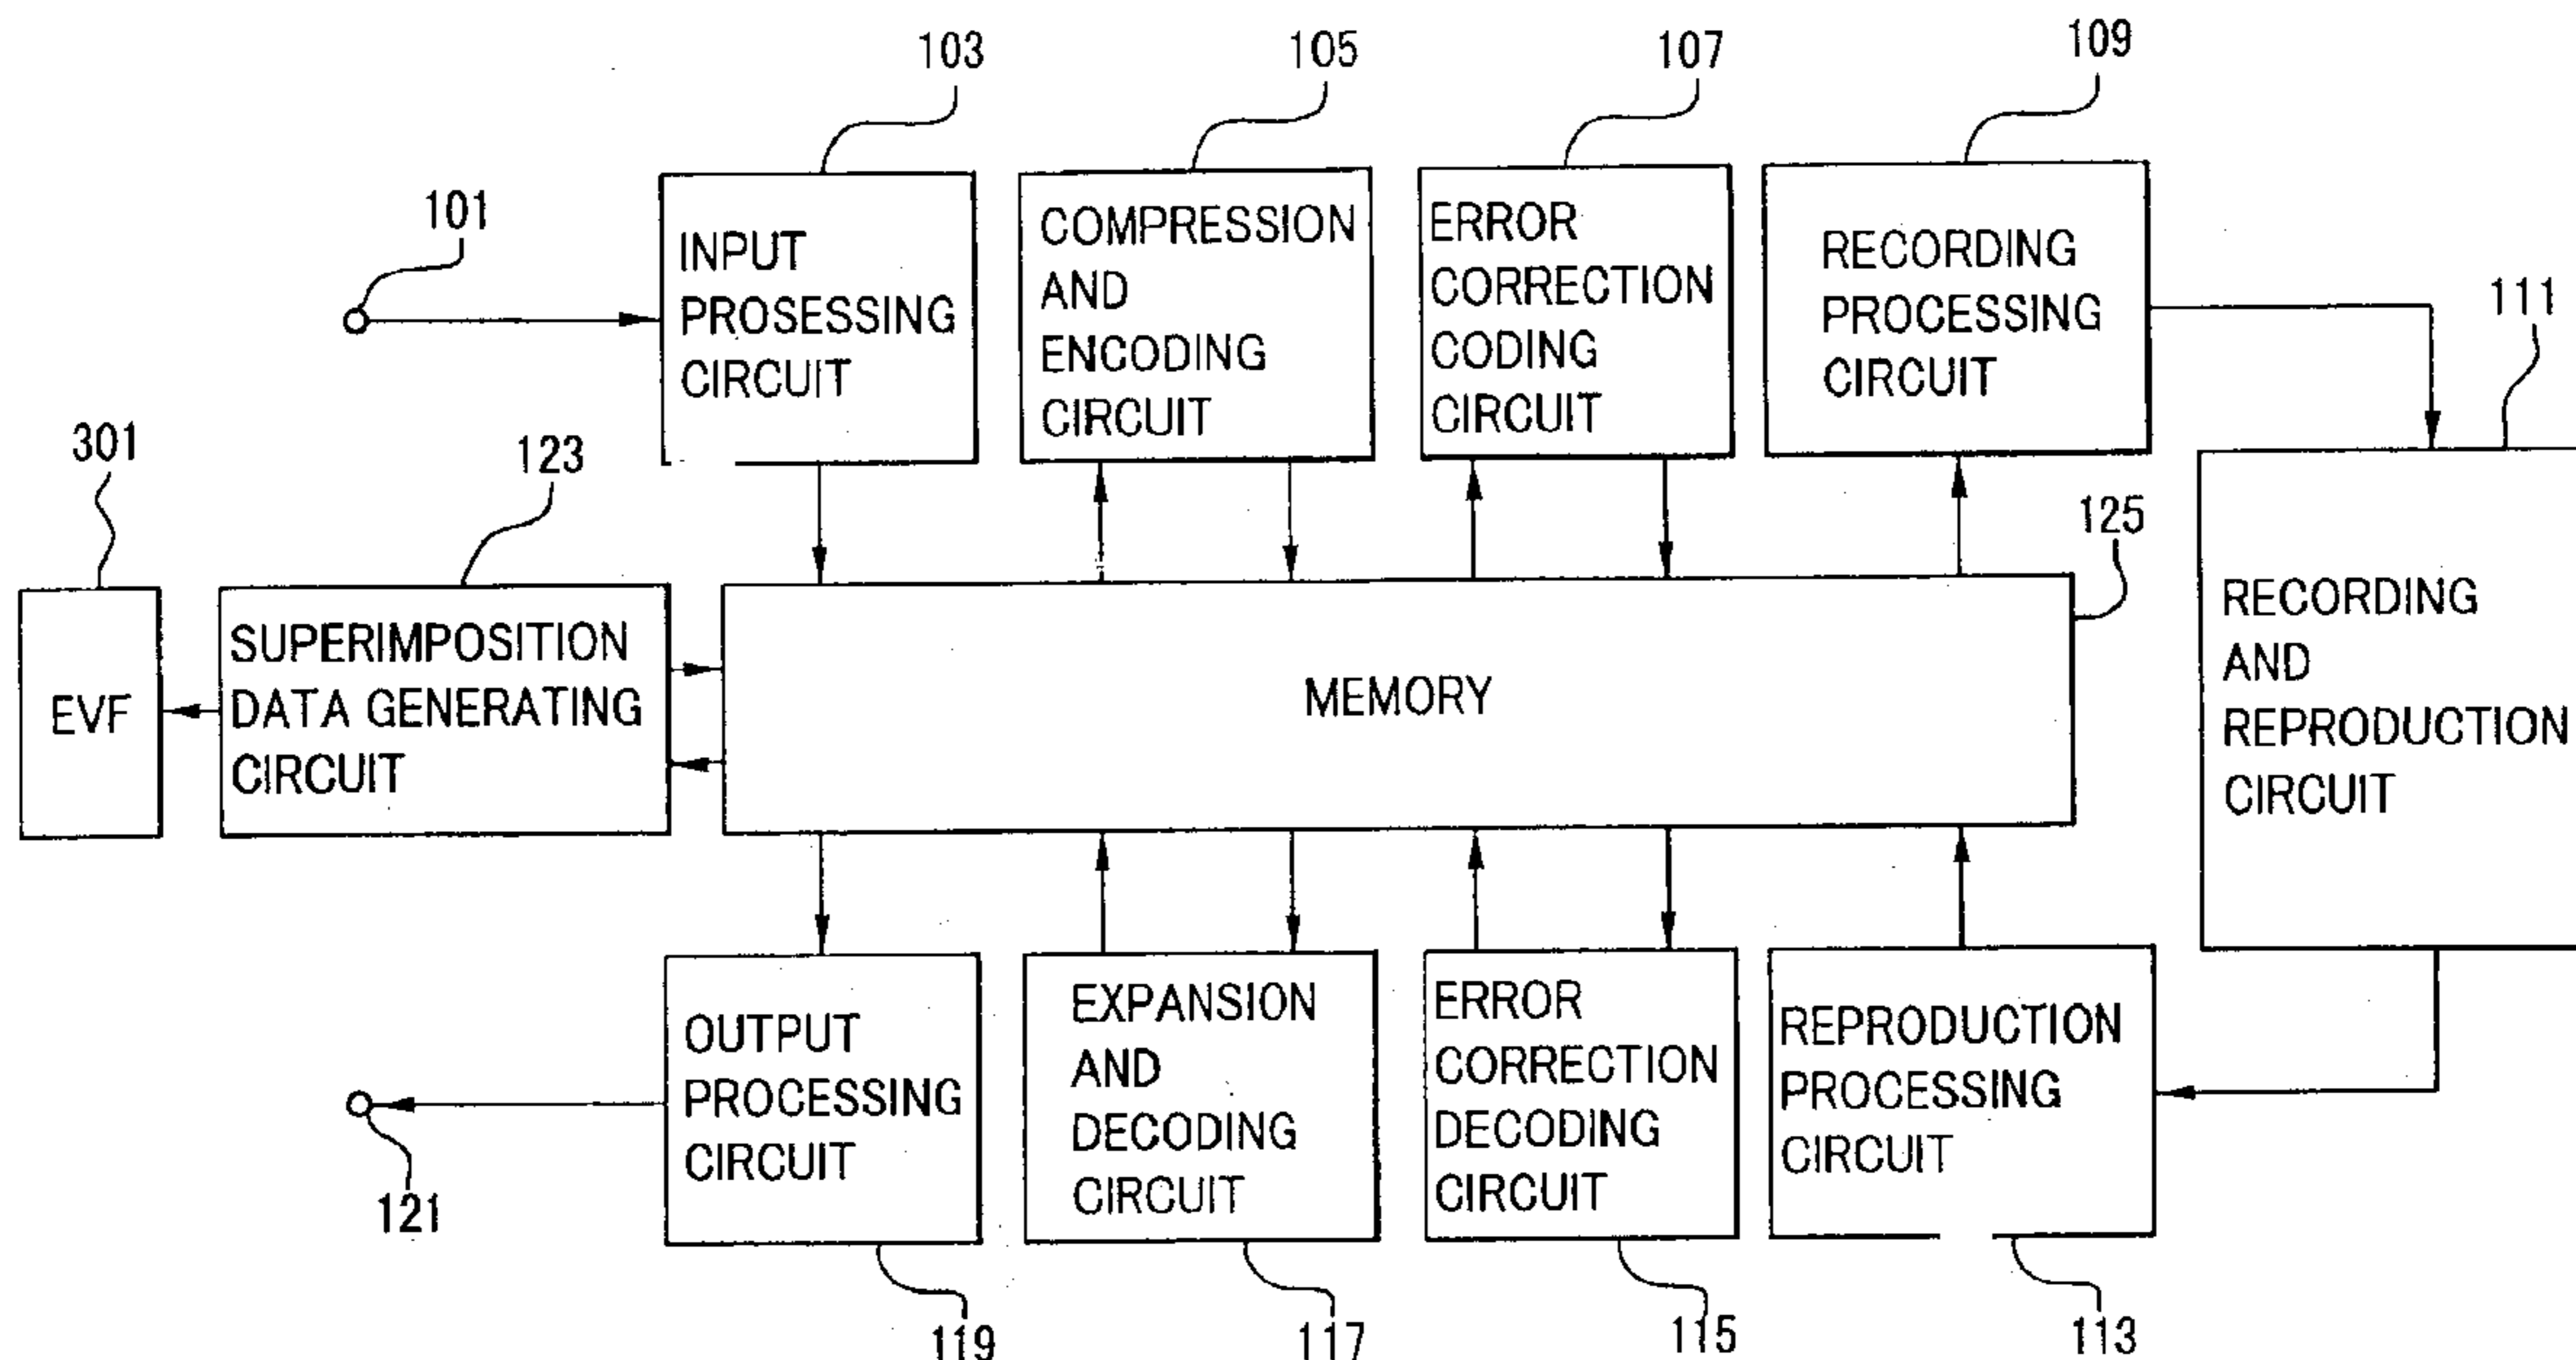 103
105
107
109
101
INPUT
PROSESSING
CIRCUIT
COMPRESSION
AND
ENCODING
CIRCUIT
ERROR
CORRECTION
CODING
CIRCUIT
RECORDING
PROCESSING
CIRCUIT
111
301
123
125
EVF
SUPERIMPOSITION
DATA GENERATING
CIRCUIT
MEMORY
RECORDING
AND
REPRODUCTION
CIRCUIT
OUTPUT
PROCESSING
CIRCUIT
EXPANSION
AND
DECODING
CIRCUIT
ERROR
CORRECTION
DECODING
CIRCUIT
REPRODUCTION
PROCESSING
CIRCUIT
121
119
117
115
113